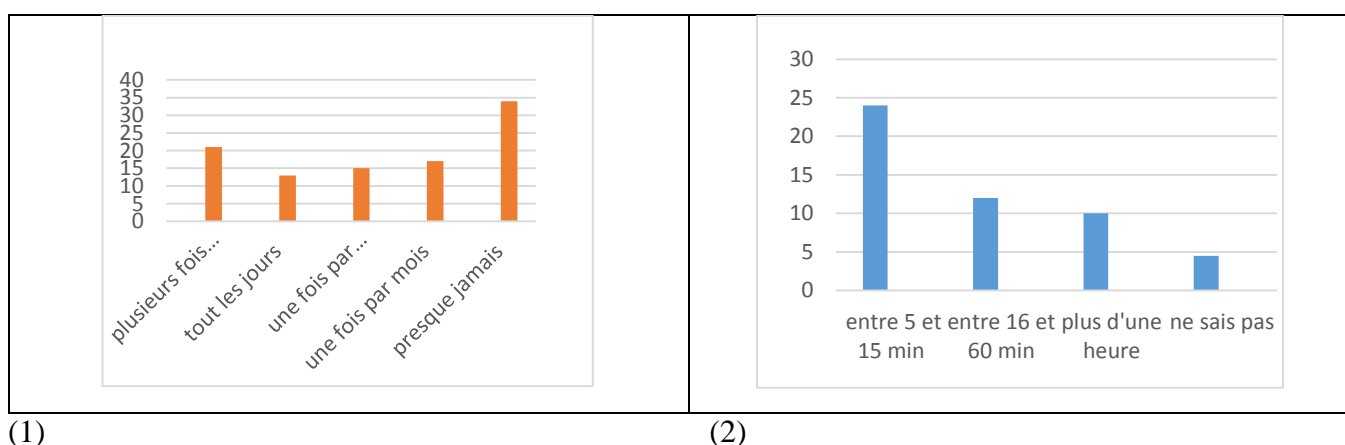 40
35
30
25
20
15
10
5
0
plusieurs fois...
tout les jours
une fois par...
une fois par mois
presque jamais
30
25
20
15
10
5
0
entre 5 et 15 min
entre 16 et 60 min
plus d'une heure
ne sais pas
(1)
(2)